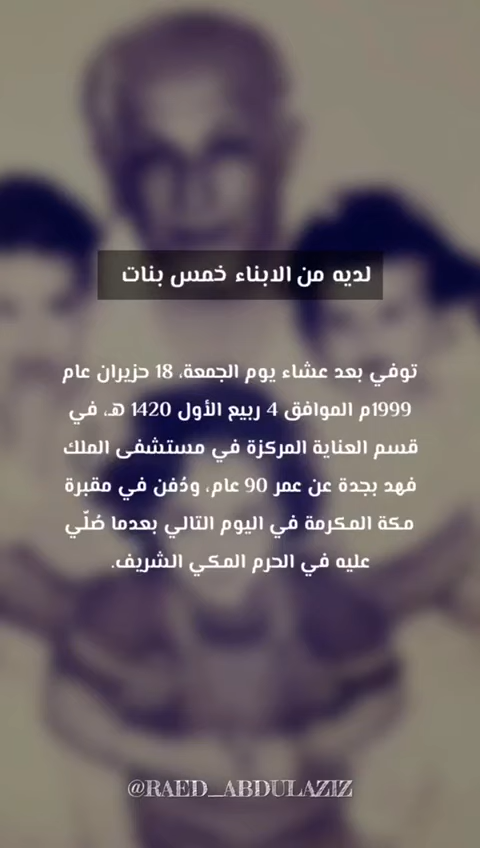 لديه من الابناء خمس بنات
توفي بعد عشاء يوم الجمعة، 18 حزيران عام
1999م الموافق 4 ربيع الأول 1420 هـ، في
قسم العناية المركزة في مستشفى الملك
فهد بجدة عن عمر 90 عام، ودُفن في مقبرة
مكة المكرمة في اليوم التالي بعدما صُلّي
عليه في الحرم المكي الشريف.
@RAED_ABDULAZIZ